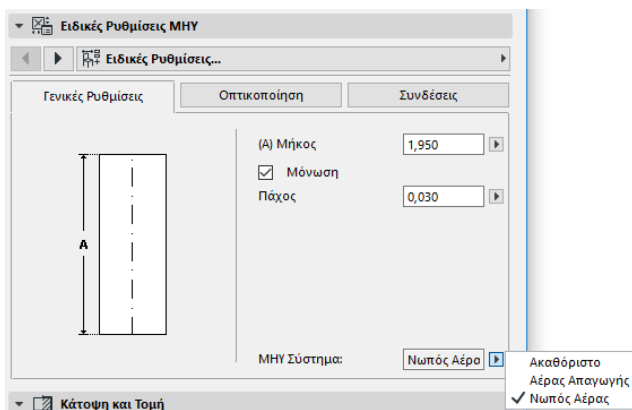 Ειδικές Ρυθμίσεις ΜΗΥ
Ειδικές Ρυθμίσεις...
Γενικές Ρυθμίσεις Οπτικοποίηση Συνδέσεις
(A) Μήκος 1,950
Μόνωση
Πάχος 0,030
A
ΜΗΥ Σύστημα: Νωπός Αέρα
Ακαθόριστο
Αέρας Απαγωγής
Νωπός Αέρας
Κάτοψη και Τομή